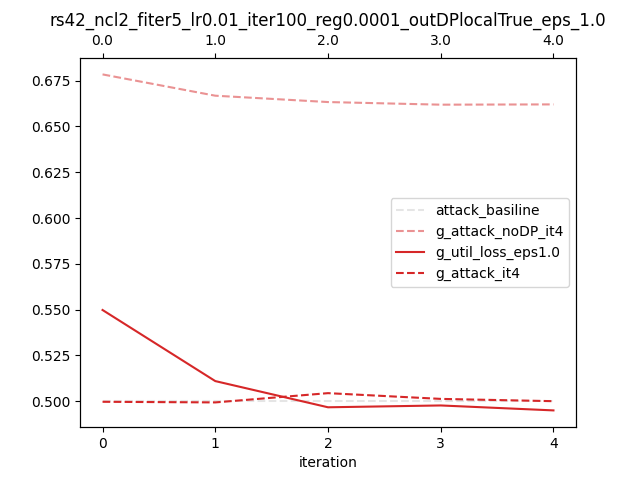 rs42_ncl2_fiter5_lr0.01_iter100_reg0.0001_outDPlocalTrue_eps_1.0
0.0 1.0 2.0 3.0 4.0
0.675
0.650
0.625
0.600
0.575
0.550
0.525
0.500
attack_basiline
g_attack_noDP_it4
g_util_loss_eps1.0
g_attack_it4
0 1 2 3 4
iteration